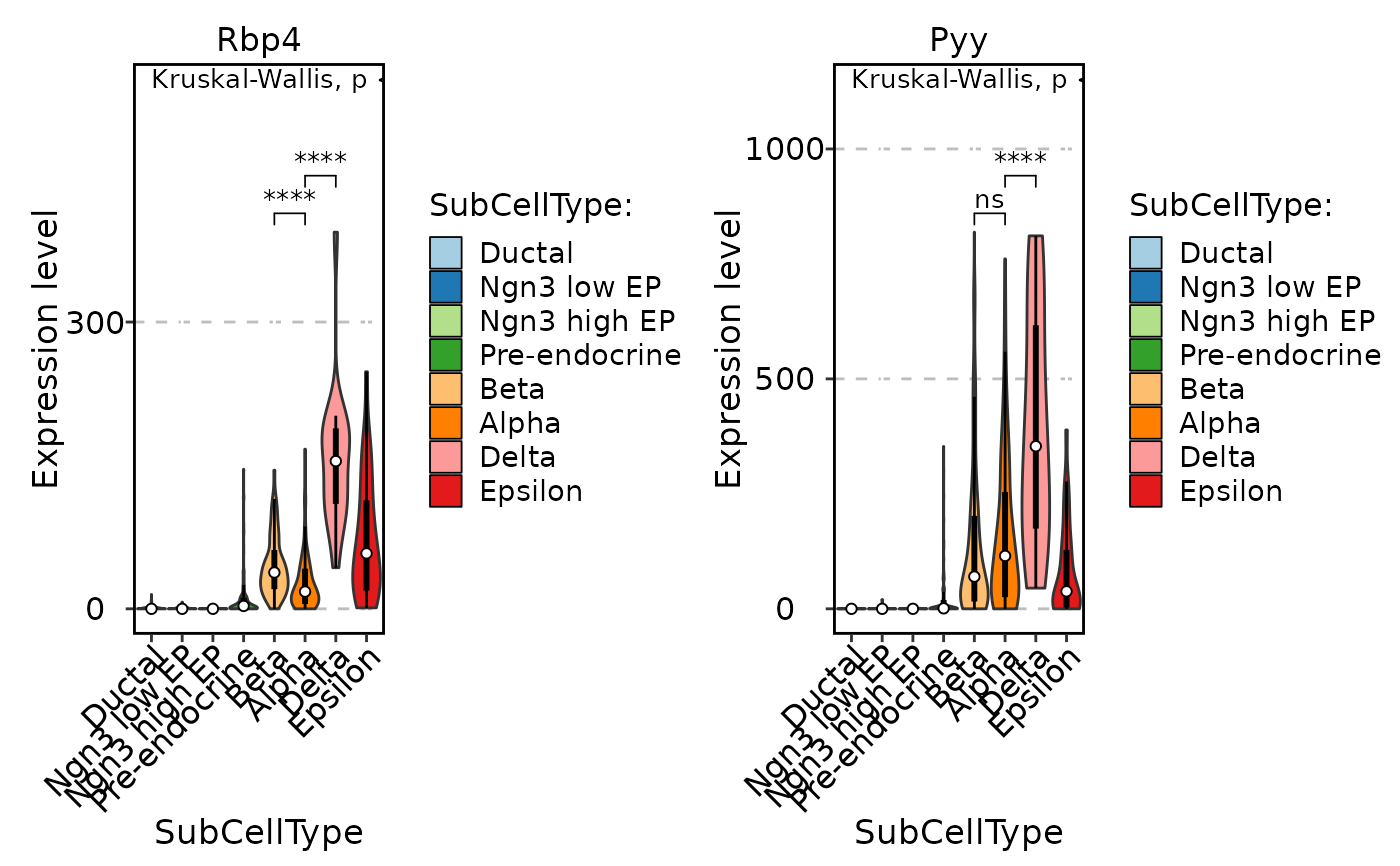 Rbp4
Kruskal-Wallis, p
****
****
Expression level
300
0
Ductal
Ngn3 low EP
Ngn3 high EP
Pre-endocrine
Beta
Alpha
Delta
Epsilon
SubCellType
SubCellType:
Ductal
Ngn3 low EP
Ngn3 high EP
Pre-endocrine
Beta
Alpha
Delta
Epsilon
Pyy
Kruskal-Wallis, p
1000
****
ns
Expression level
500
0
Ductal
Ngn3 low EP
Ngn3 high EP
Pre-endocrine
Beta
Alpha
Delta
Epsilon
SubCellType
SubCellType:
Ductal
Ngn3 low EP
Ngn3 high EP
Pre-endocrine
Beta
Alpha
Delta
Epsilon